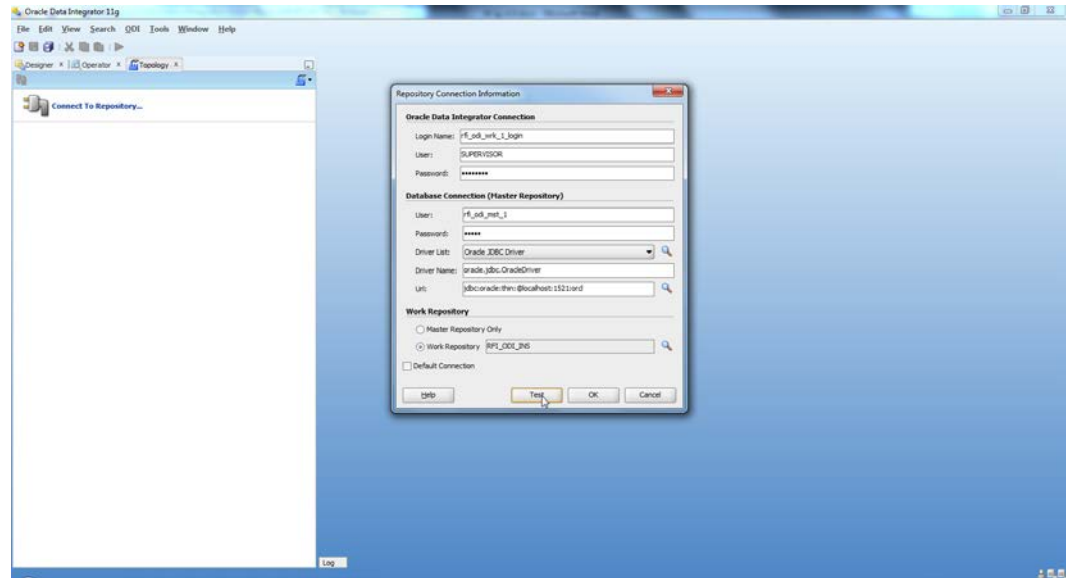 Oracle Data Integrator 11g
File Edit View Search ODI Tools Window Help
Designer Operator Topology
Connect To Repository...
Repository Connection Information
Oracle Data Integrator Connection
Login Name: rfi_odi_wrk_1_login
User: SUPERVISOR
Password: ••••••••
Database Connection (Master Repository)
User: rfi_odi_mst_1
Password: •••••
Driver List: Oracle JDBC Driver
Driver Name: oracle.jdbc.OracleDriver
Url: jdbc:oracle:thin:@localhost:1521:ord
Work Repository
Master Repository Only
Work Repository RFI_ODI_INS
Default Connection
Help Test OK Cancel
Log